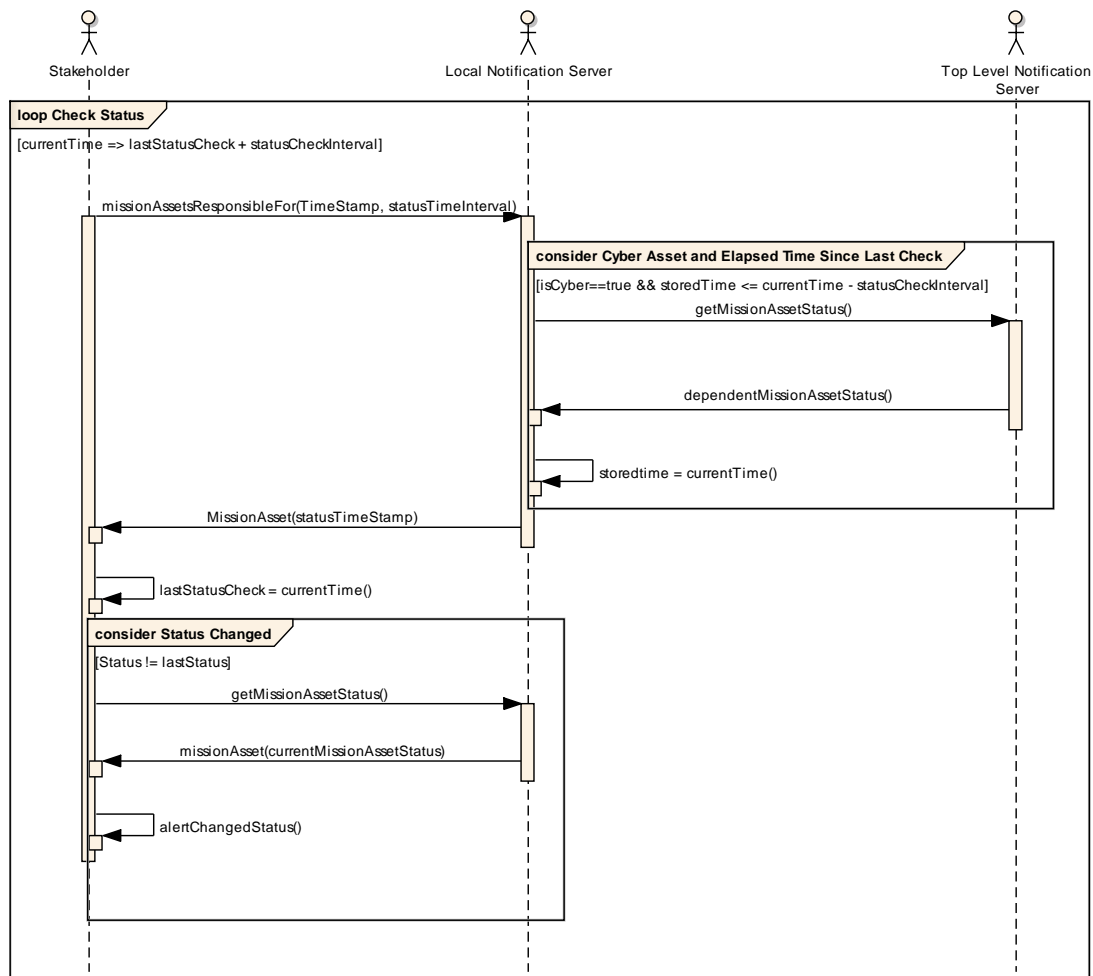 Stakeholder
Local Notification Server
Top Level Notification
Server
loop Check Status
[currentTime => lastStatusCheck + statusCheckInterval]
missionAssetsResponsibleFor(TimeStamp, statusTimeInterval)
consider Cyber Asset and Elapsed Time Since Last Check
[isCyber==true && storedTime <= currentTime - statusCheckInterval]
getMissionAssetStatus()
dependentMissionAssetStatus()
storedtime = currentTime()
MissionAsset(statusTimeStamp)
lastStatusCheck = currentTime()
consider Status Changed
[Status != lastStatus]
getMissionAssetStatus()
missionAsset(currentMissionAssetStatus)
alertChangedStatus()